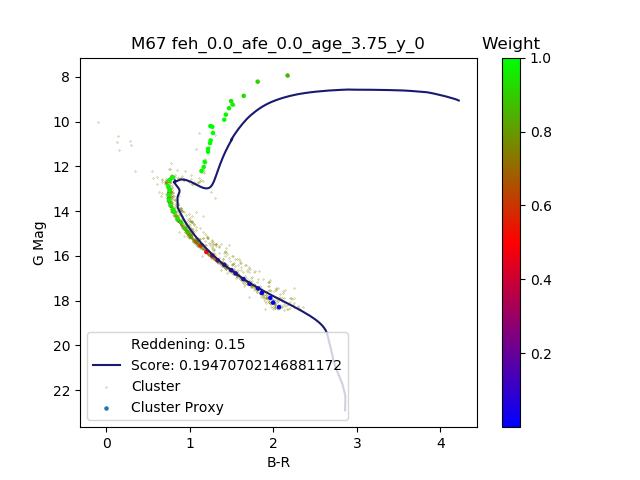 M67 feh_0.0_afe_0.0_age_3.75_y_0
Weight
8
10
12
14
16
18
20
22
G Mag
0
1
2
3
4
B-R
Reddening: 0.15
Score: 0.19470702146881172
Cluster
Cluster Proxy
1.0
0.8
0.6
0.4
0.2